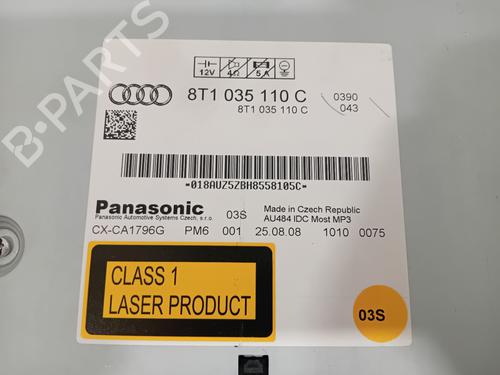 B-PARTS
12V 4Ω 5A
8T1 035 110 C 0390
8T1 035 110 C 043
-018AUZ5ZBH8558105C-
Panasonic 03S Made in Czech Republic
Panasonic Automotive Systems Czech, s.r.o. AU484 IDC Most MP3
CX-CA1796G PM6 001 25.08.08 1010 0075
CLASS 1
LASER PRODUCT
03S